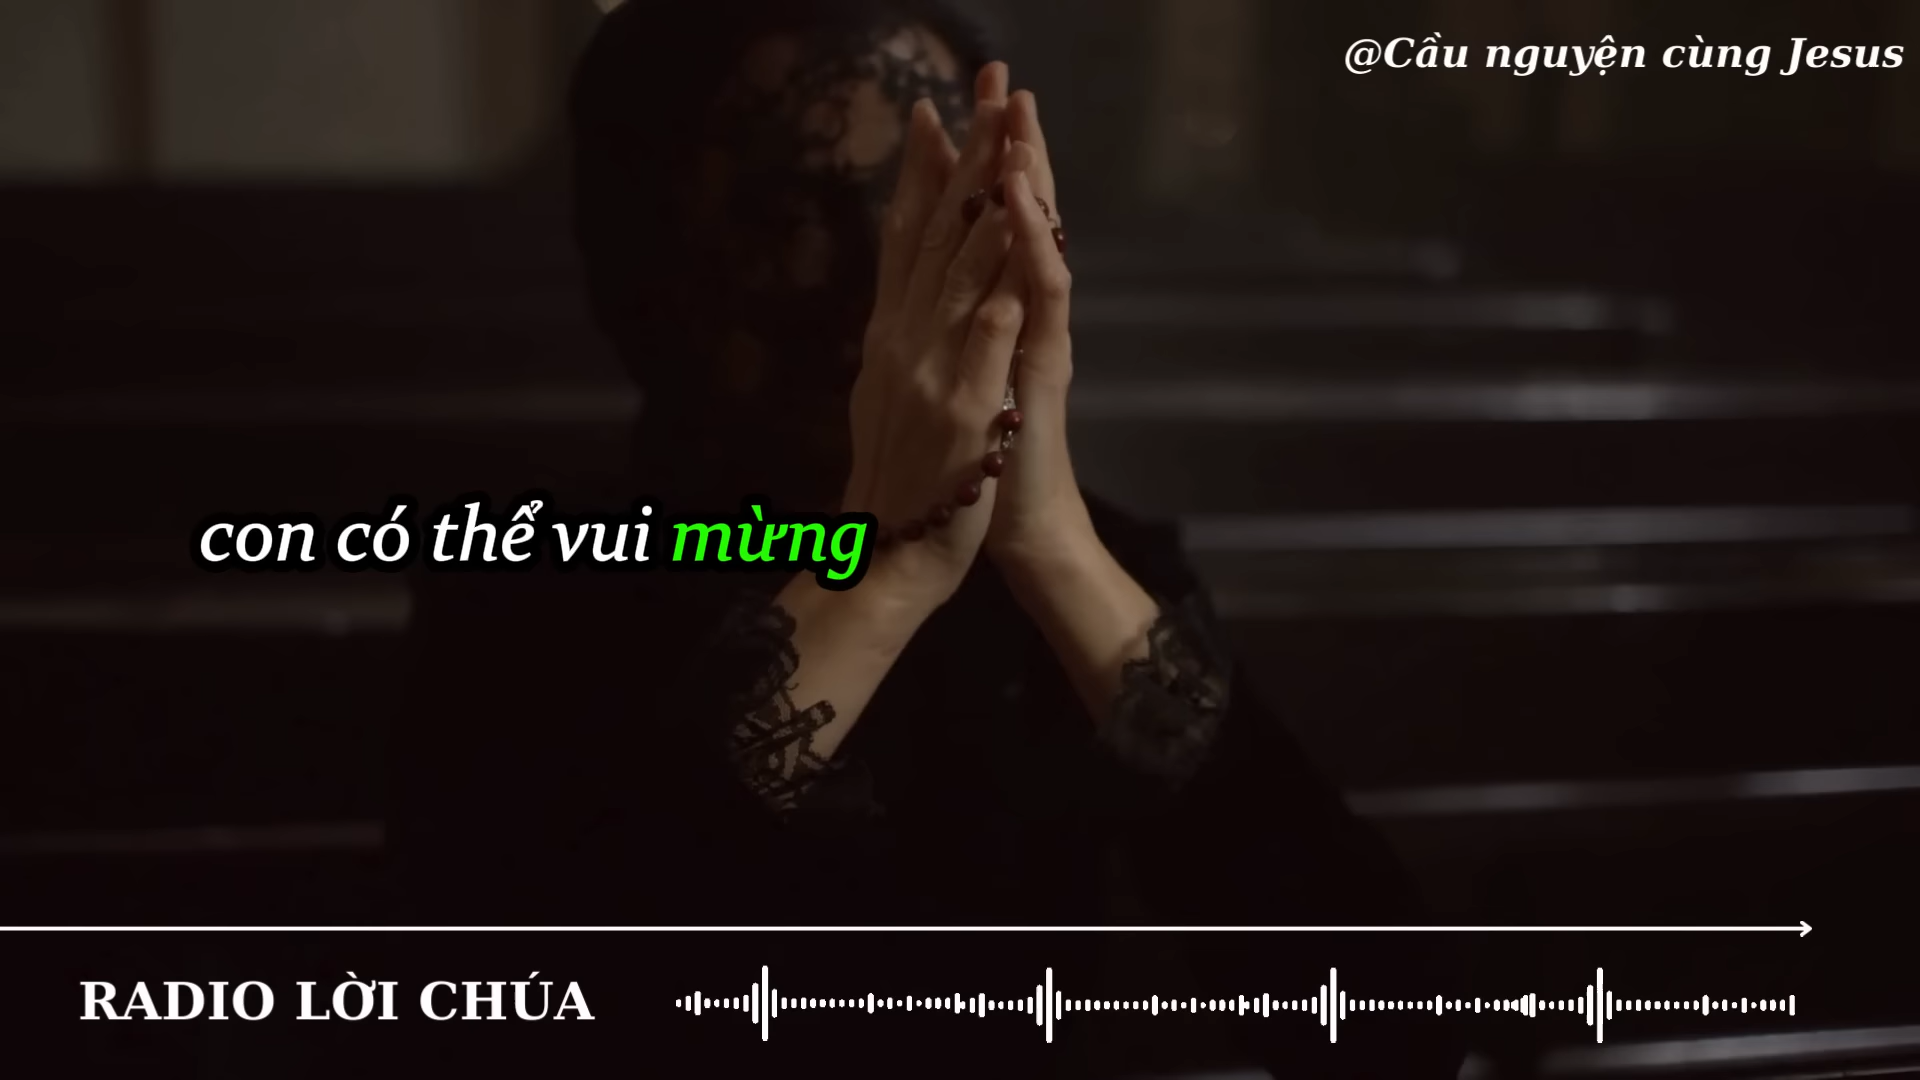 @Cầu nguyện cùng Jesus
con có thể vui mừng
RADIO LỜI CHÚA